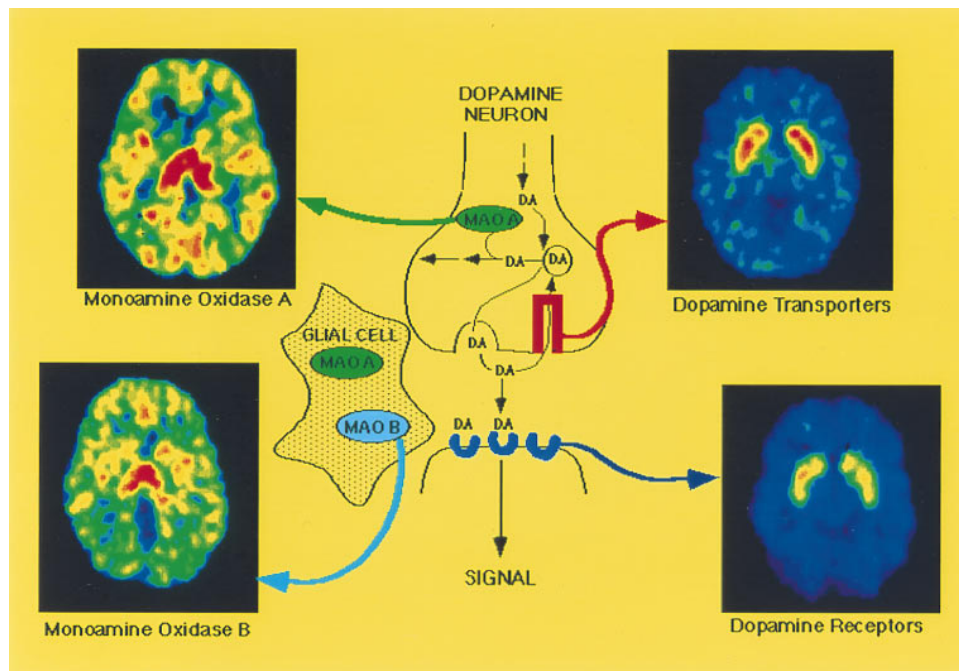 DOPAMINE
NEURON
DA
MAO A
DA
DA
Monoamine Oxidase A
Dopamine Transporters
GLIAL CELL
MAO A
DA
DA
MAO B
DA
DA
SIGNAL
Monoamine Oxidase B
Dopamine Receptors